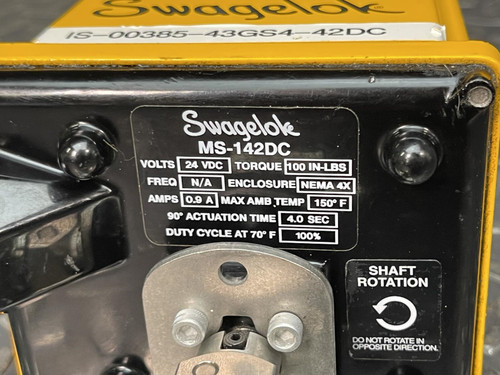 Swagelok
IS-00385-43GS4-42DC
Swagelok
MS-142DC
VOLTS 24 VDC TORQUE 100 IN-LBS
FREQ N/A ENCLOSURE NEMA 4X
AMPS 0.9 A MAX AMB TEMP 150° F
90° ACTUATION TIME 4.0 SEC
DUTY CYCLE AT 70° F 100%
SHAFT
ROTATION
DO NOT ROTATE IN
OPPOSITE DIRECTION.